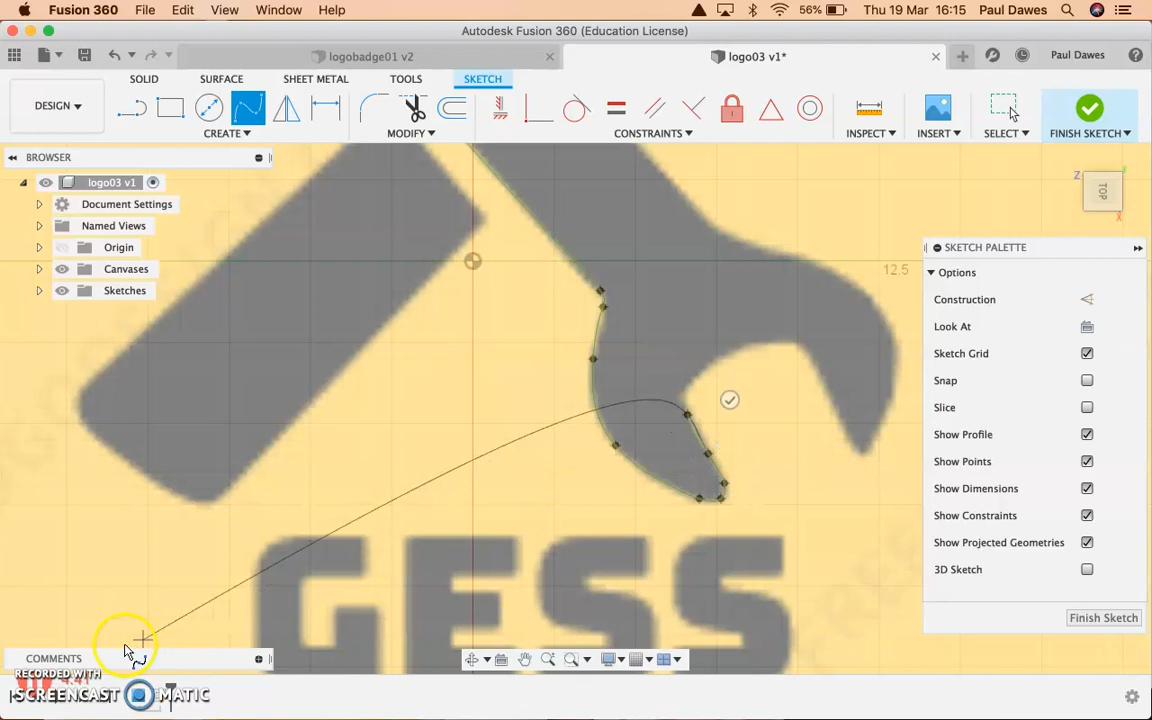 Fusion 360 File Edit View Window Help 56% Thu 19 Mar 16:15 Paul Dawes
Autodesk Fusion 360 (Education License)
logobadge01 v2 logo03 v1* Paul Dawes
SOLID SURFACE SHEET METAL TOOLS SKETCH
DESIGN
CREATE MODIFY CONSTRAINTS INSPECT INSERT SELECT FINISH SKETCH
BROWSER
logo03 v1
Document Settings
Named Views
Origin
Canvases
Sketches
TOP
Z
X
12.5
SKETCH PALETTE
Options
Construction
Look At
Sketch Grid
Snap
Slice
Show Profile
Show Points
Show Dimensions
Show Constraints
Show Projected Geometries
3D Sketch
Finish Sketch
GESS
COMMENTS
RECORDED WITH
SCREENCAST MATIC